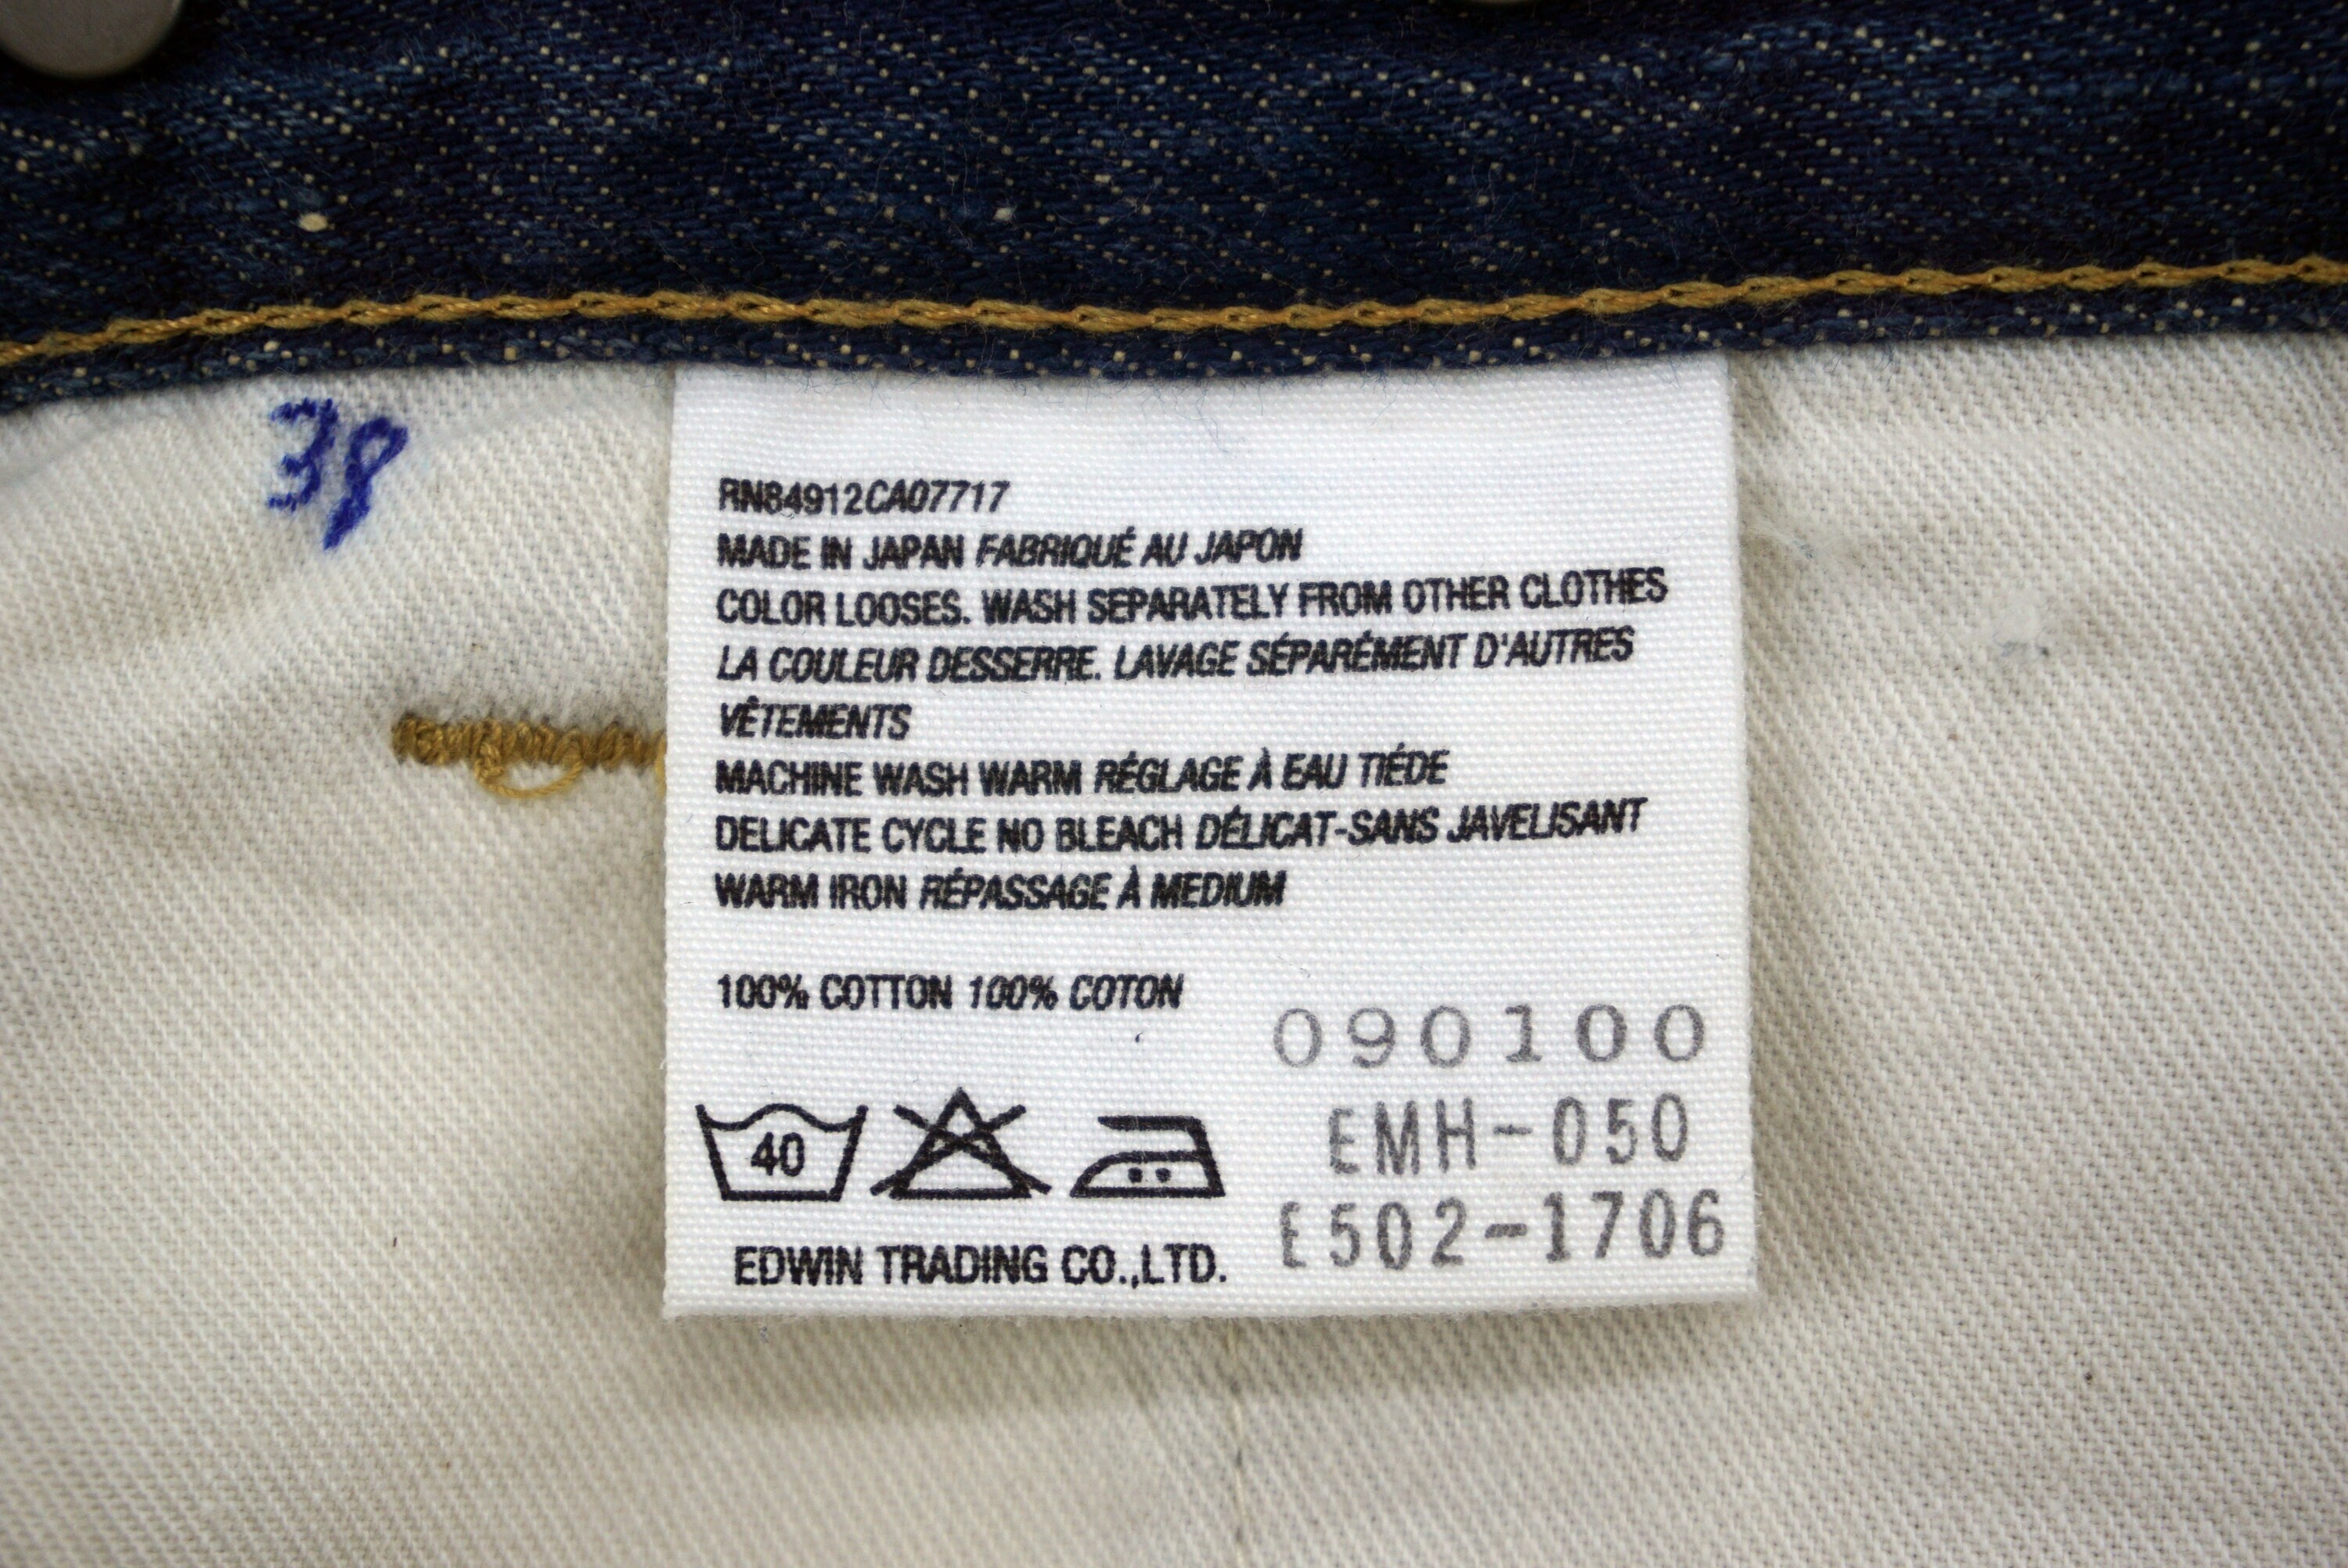 38
RN84912CA07717
MADE IN JAPAN FABRIQUÉ AU JAPON
COLOR LOOSES. WASH SEPARATELY FROM OTHER CLOTHES
LA COULEUR DESSERRE. LAVAGE SÉPARÉMENT D'AUTRES
VÊTEMENTS
MACHINE WASH WARM RÉGLAGE À EAU TIÉDE
DELICATE CYCLE NO BLEACH DÉLICAT-SANS JAVELISANT
WARM IRON RÉPASSAGE À MEDIUM
100% COTTON 100% COTON
090100
EMH-050
40
E502-1706
EDWIN TRADING CO.,LTD.